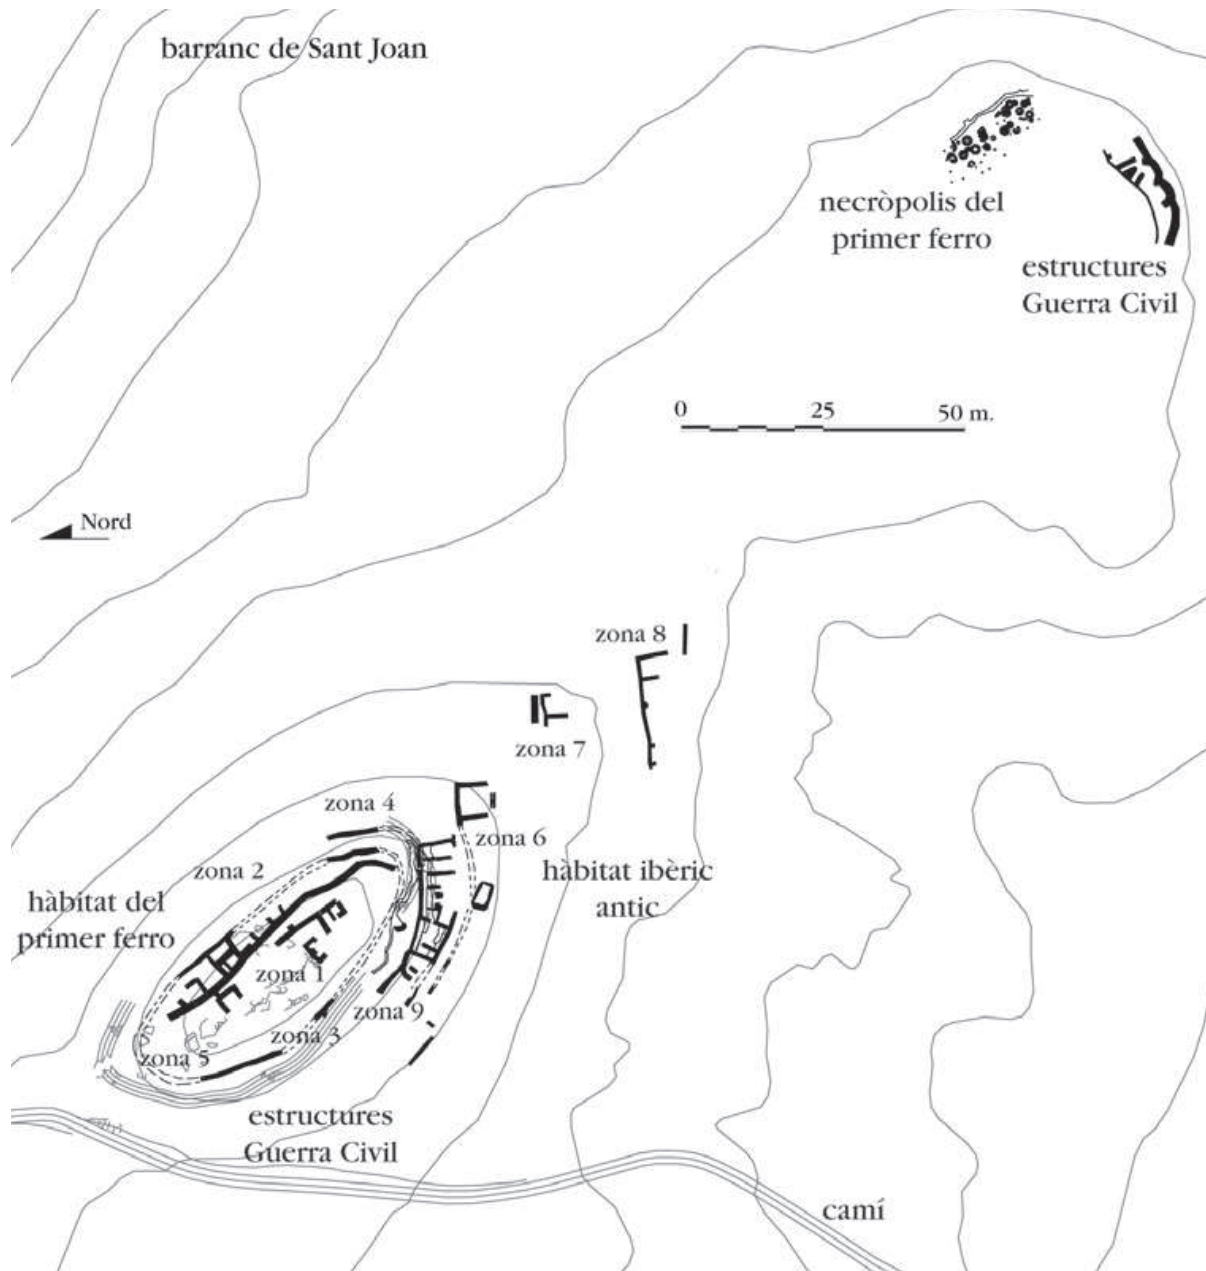 barranc de Sant Joan
necròpolis del
primer ferro
estructures
Guerra Civil
0 25 50 m.
Nord
zona 8
zona 7
zona 4
zona 6
zona 2
hàbitat ibèric
antic
hàbitat del
primer ferro
zona 1
zona 9
zona 3
zona 5
estructures
Guerra Civil
camí